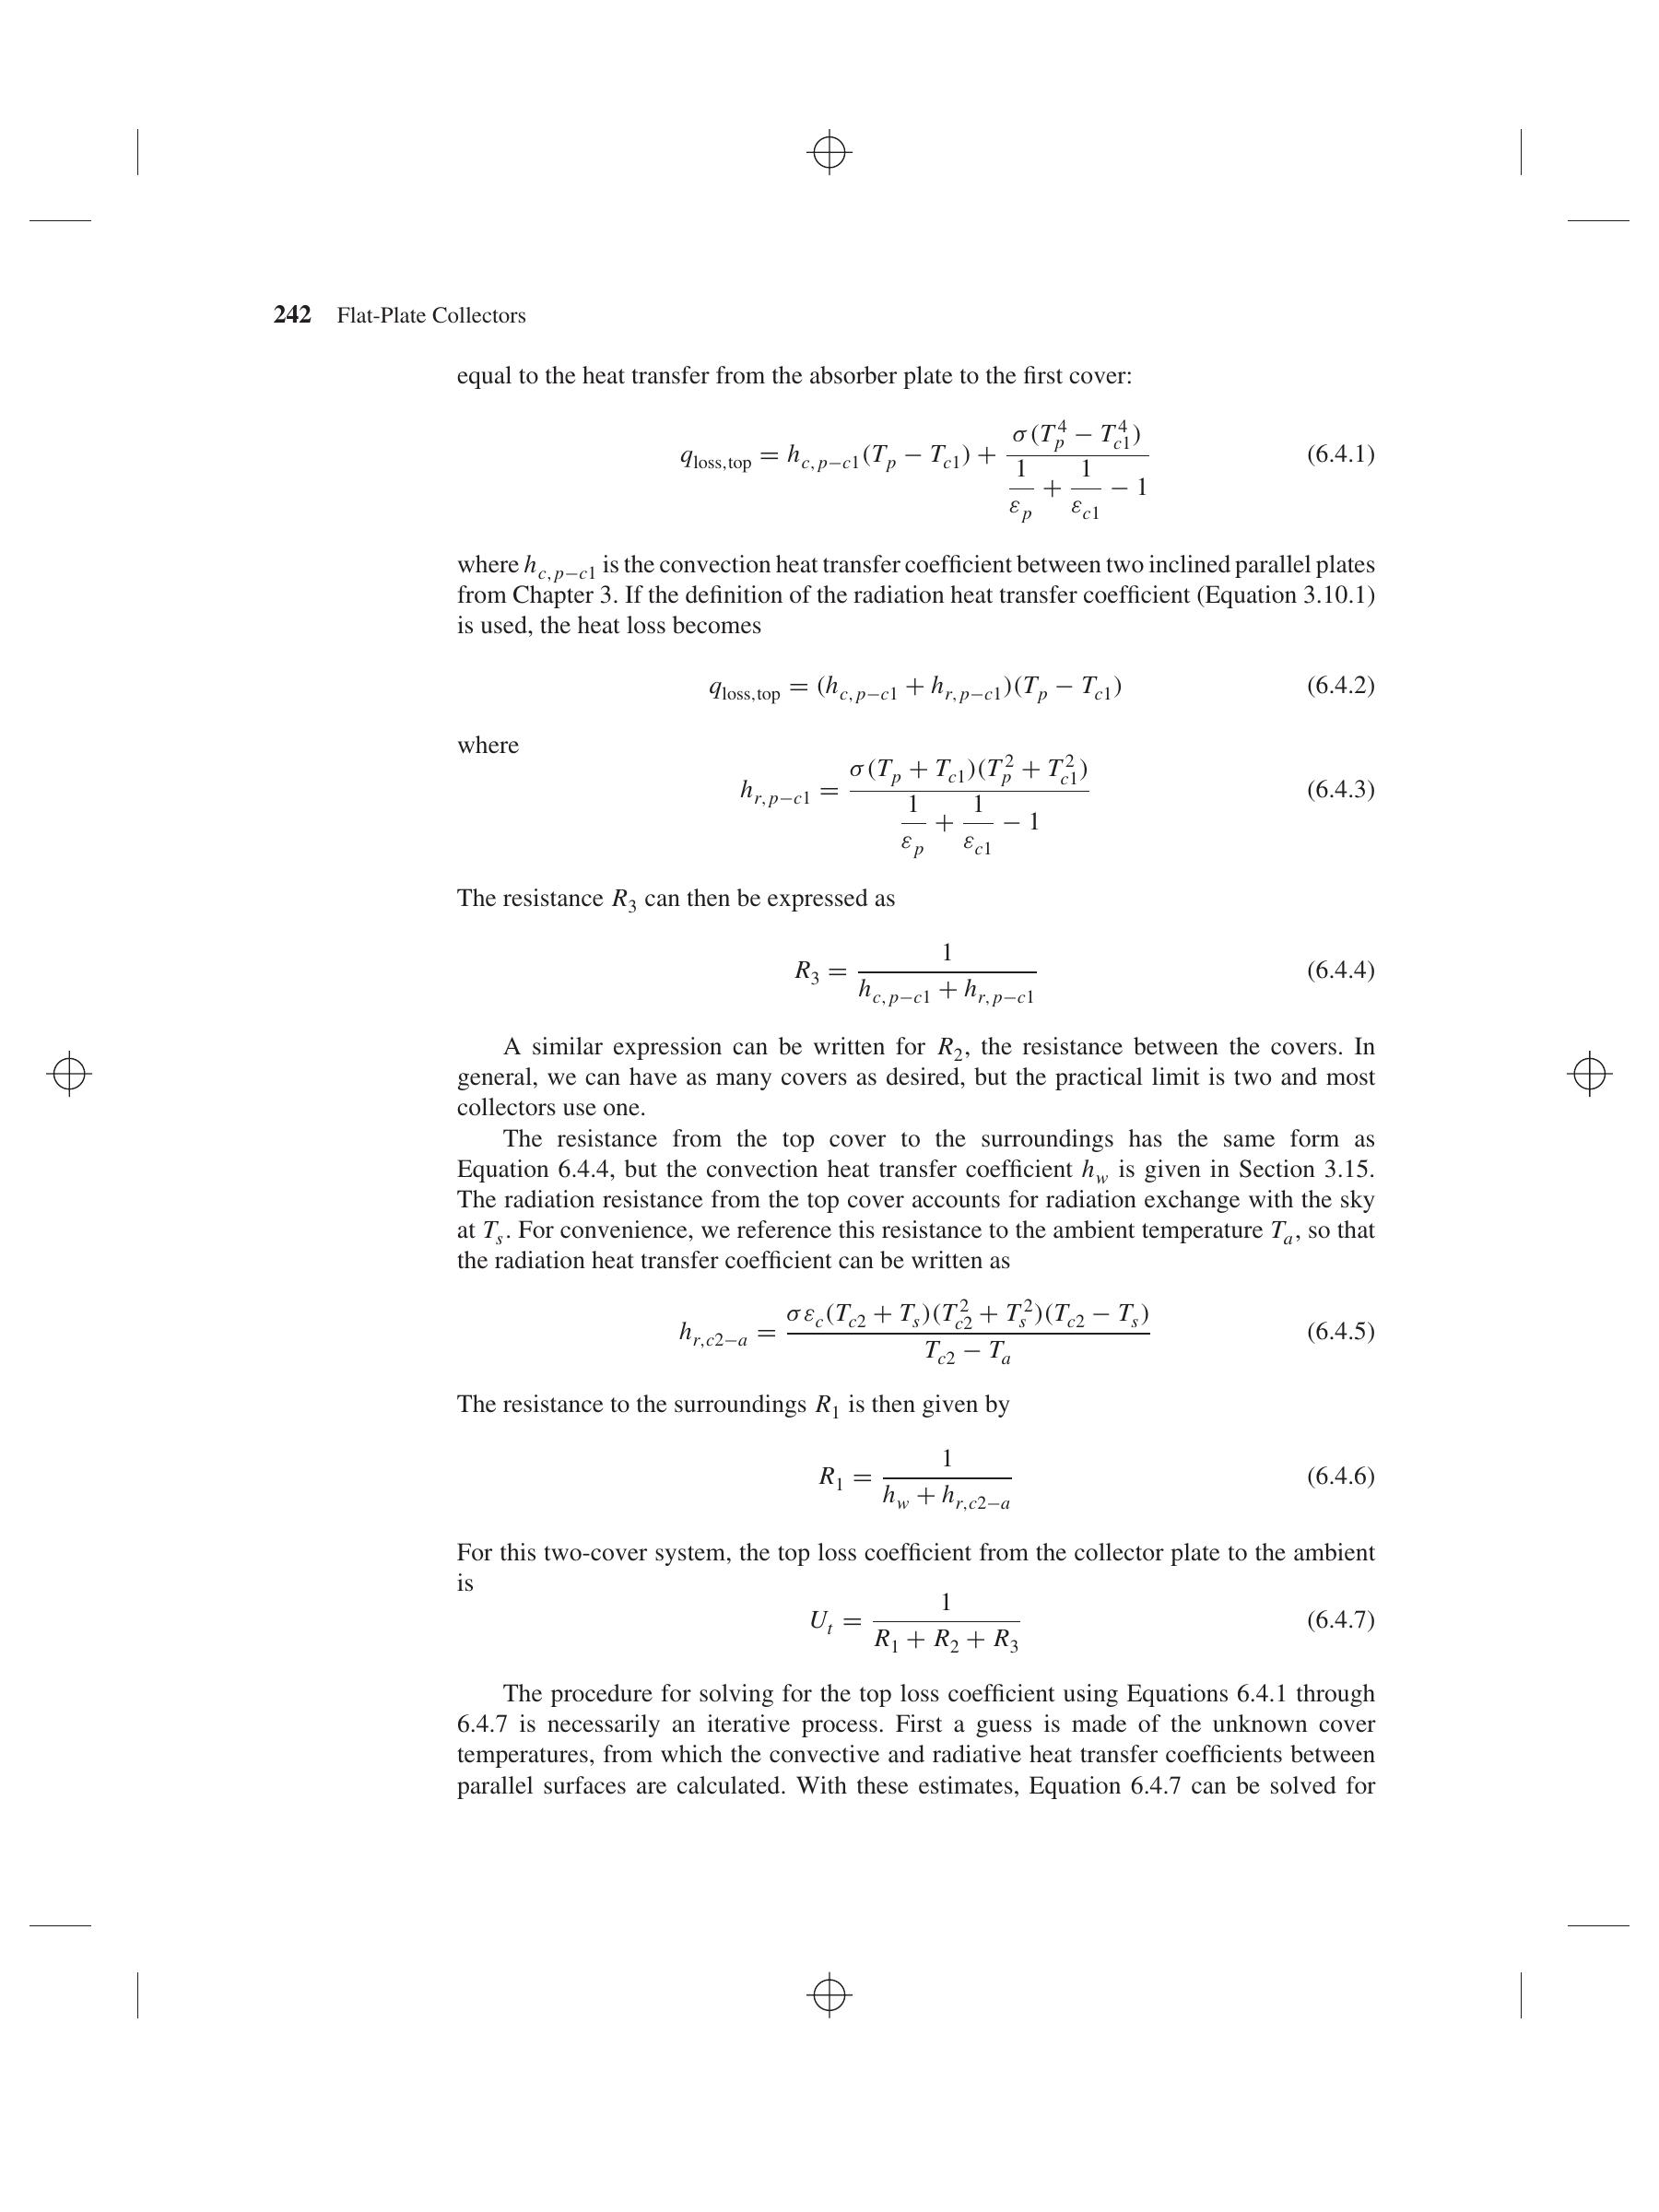 242 Flat-Plate Collectors
equal to the heat transfer from the absorber plate to the first cover:
q_{loss,top} = h_{c,p−c1}(T_p − T_{c1}) + \frac{σ(T_p^4 − T_{c1}^4)}{\frac{1}{ε_p} + \frac{1}{ε_{c1}} − 1} (6.4.1)
where h_{c,p−c1} is the convection heat transfer coefficient between two inclined parallel plates
from Chapter 3. If the definition of the radiation heat transfer coefficient (Equation 3.10.1)
is used, the heat loss becomes
q_{loss,top} = (h_{c,p−c1} + h_{r,p−c1})(T_p − T_{c1}) (6.4.2)
where
h_{r,p−c1} = \frac{σ(T_p + T_{c1})(T_p^2 + T_{c1}^2)}{\frac{1}{ε_p} + \frac{1}{ε_{c1}} − 1} (6.4.3)
The resistance R_3 can then be expressed as
R_3 = \frac{1}{h_{c,p−c1} + h_{r,p−c1}} (6.4.4)
A similar expression can be written for R_2, the resistance between the covers. In
general, we can have as many covers as desired, but the practical limit is two and most
collectors use one.
The resistance from the top cover to the surroundings has the same form as
Equation 6.4.4, but the convection heat transfer coefficient h_w is given in Section 3.15.
The radiation resistance from the top cover accounts for radiation exchange with the sky
at T_s. For convenience, we reference this resistance to the ambient temperature T_a, so that
the radiation heat transfer coefficient can be written as
h_{r,c2−a} = \frac{σε_c(T_{c2} + T_s)(T_{c2}^2 + T_s^2)(T_{c2} − T_s)}{T_{c2} − T_a} (6.4.5)
The resistance to the surroundings R_1 is then given by
R_1 = \frac{1}{h_w + h_{r,c2−a}} (6.4.6)
For this two-cover system, the top loss coefficient from the collector plate to the ambient
is
U_t = \frac{1}{R_1 + R_2 + R_3} (6.4.7)
The procedure for solving for the top loss coefficient using Equations 6.4.1 through
6.4.7 is necessarily an iterative process. First a guess is made of the unknown cover
temperatures, from which the convective and radiative heat transfer coefficients between
parallel surfaces are calculated. With these estimates, Equation 6.4.7 can be solved for